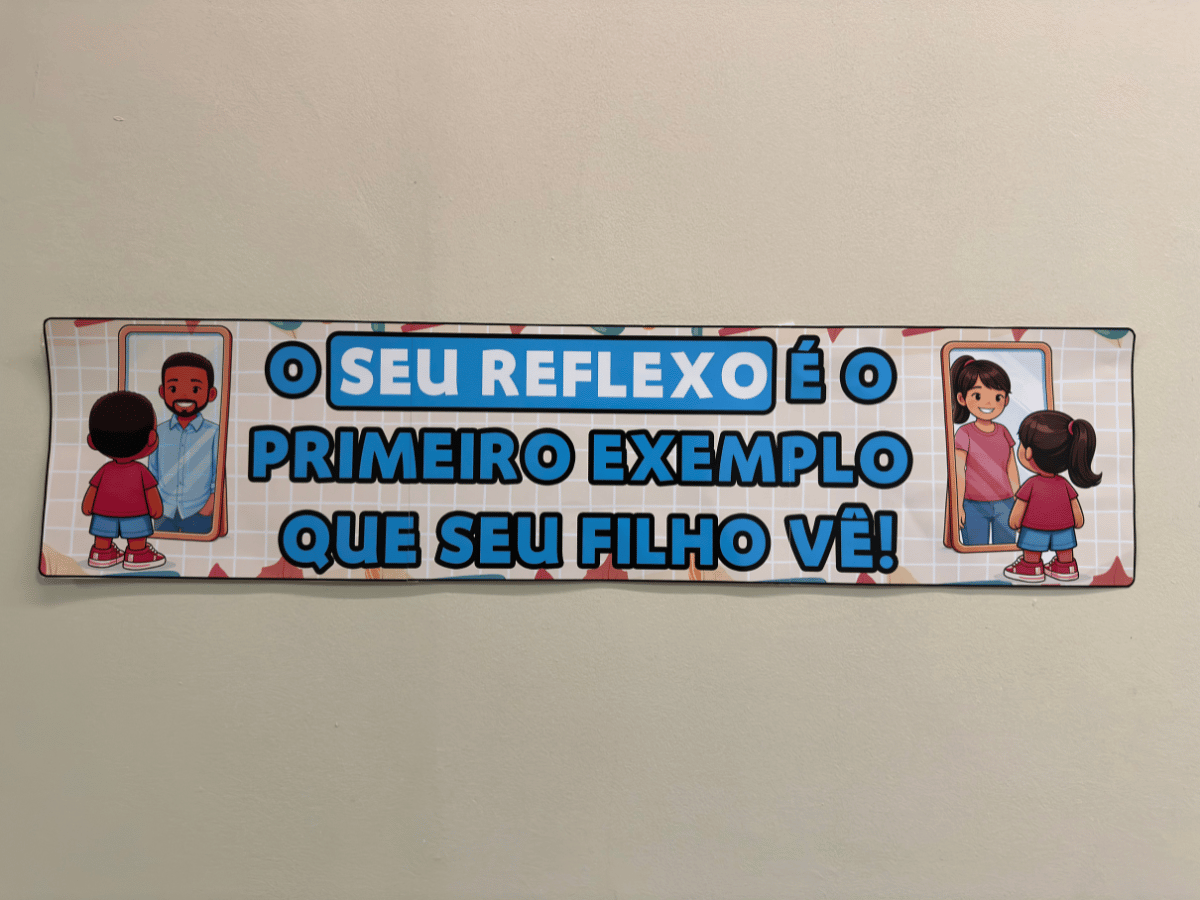 O SEU REFLEXO É O
PRIMEIRO EXEMPLO
QUE SEU FILHO VÊ!